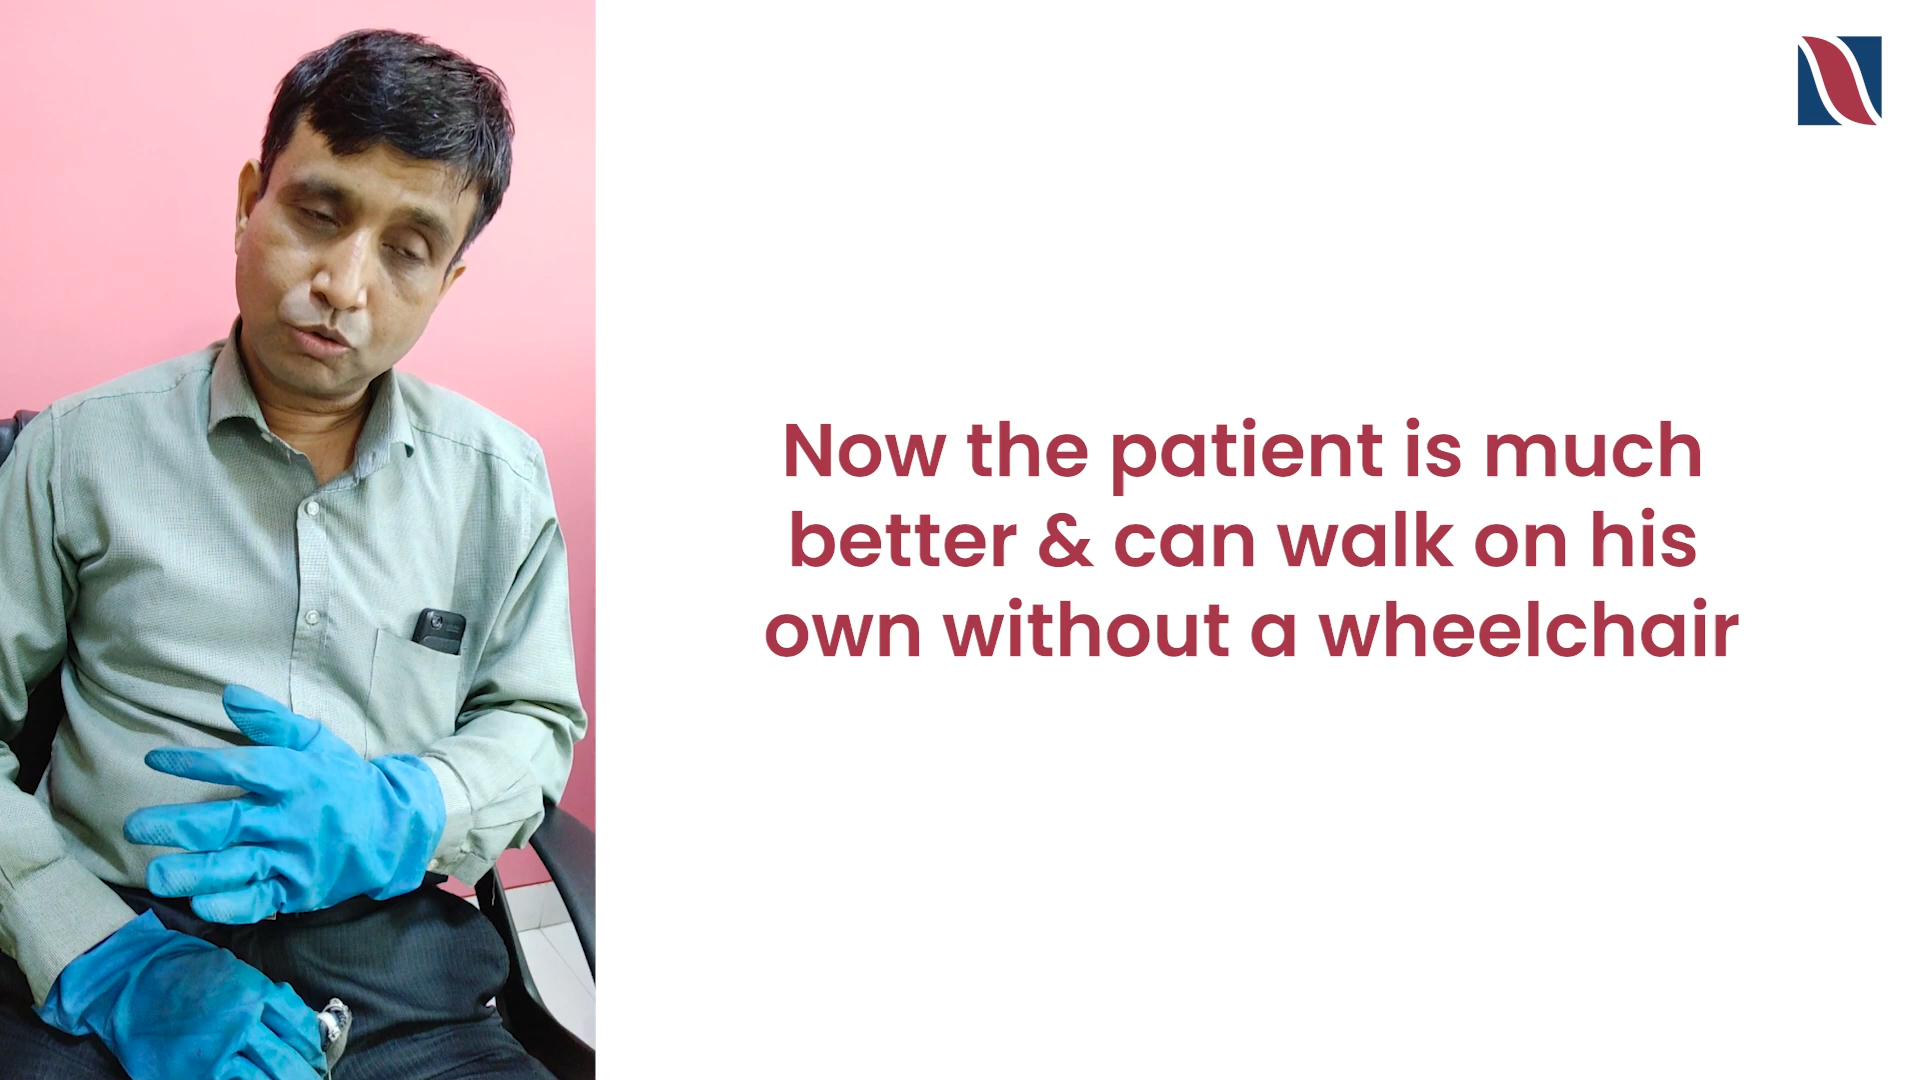 Now the patient is much
better & can walk on his
own without a wheelchair